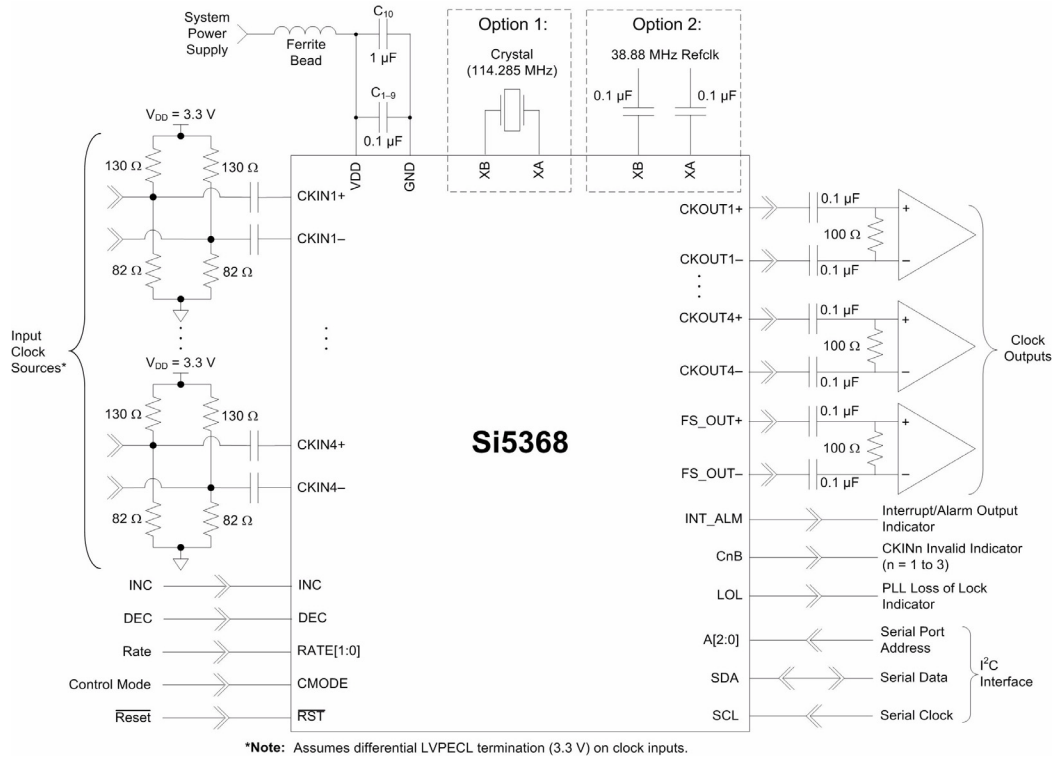 System
Power
Supply
Ferrite
Bead
C10
1 µF
C1–9
0.1 µF
Option 1:
Crystal
(114.285 MHz)
Option 2:
38.88 MHz Refclk
0.1 µF
0.1 µF
VDD
GND
XB
XA
XB
XA
VDD = 3.3 V
130 Ω
130 Ω
CKIN1+
CKIN1–
82 Ω
82 Ω
Input
Clock
Sources*
VDD = 3.3 V
130 Ω
130 Ω
CKIN4+
CKIN4–
82 Ω
82 Ω
INC
INC
DEC
DEC
Rate
RATE[1:0]
Control Mode
CMODE
Reset
RST
Si5368
CKOUT1+
0.1 µF
+
100 Ω
CKOUT1–
0.1 µF
–
CKOUT4+
0.1 µF
+
100 Ω
CKOUT4–
0.1 µF
–
FS_OUT+
0.1 µF
+
100 Ω
FS_OUT–
0.1 µF
–
Clock
Outputs
INT_ALM
Interrupt/Alarm Output
Indicator
CnB
CKINn Invalid Indicator
(n = 1 to 3)
LOL
PLL Loss of Lock
Indicator
A[2:0]
Serial Port
Address
SDA
Serial Data
SCL
Serial Clock
I²C
Interface
*Note: Assumes differential LVPECL termination (3.3 V) on clock inputs.